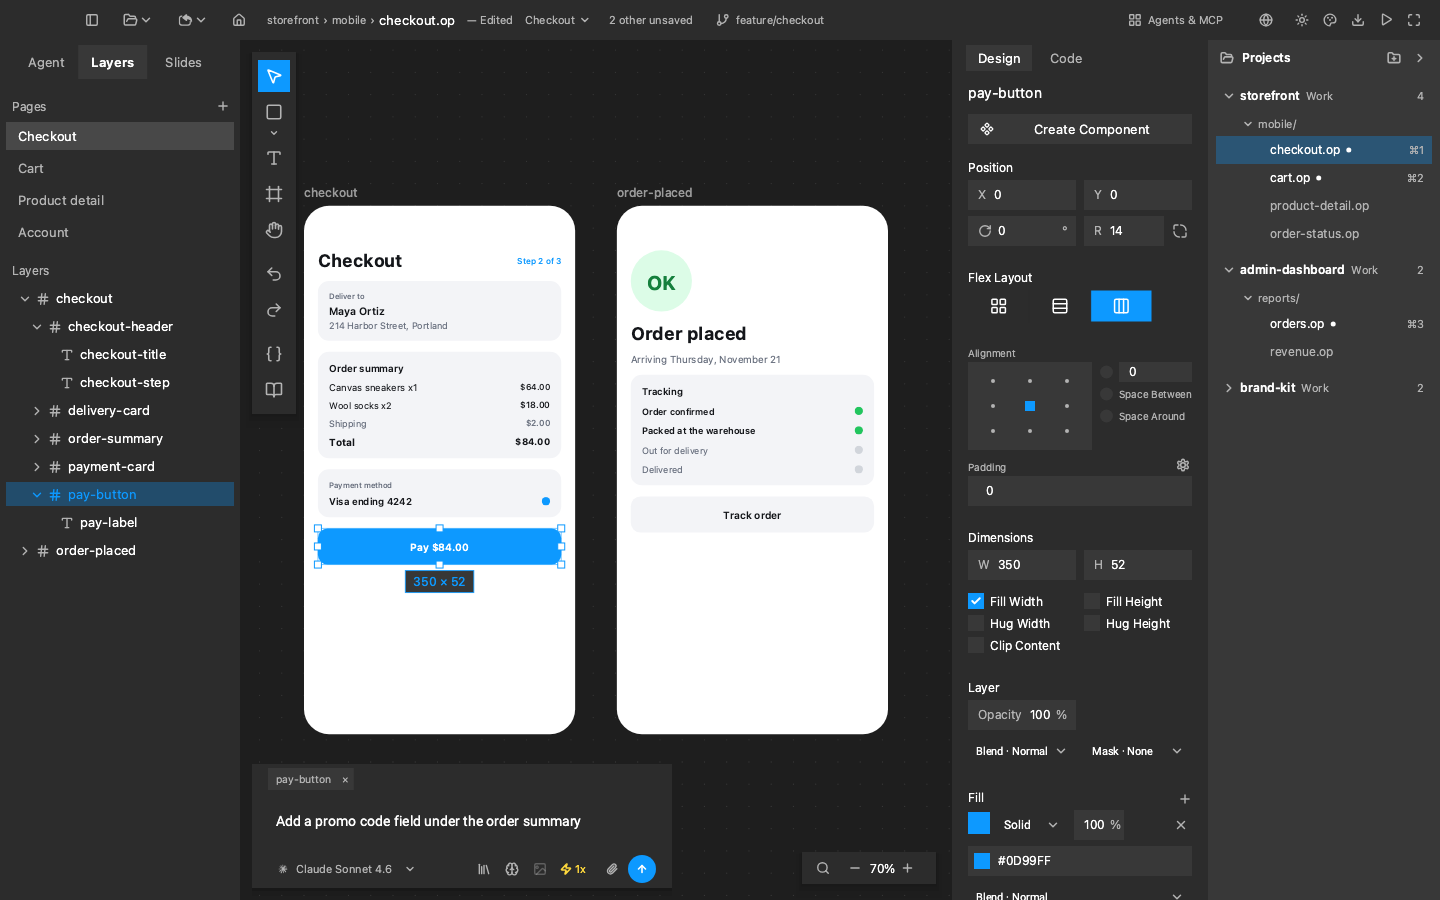 storefront › mobile › checkout.op — Edited Checkout 2 other unsaved feature/checkout Agents & MCP
Agent Layers Slides
Pages
Checkout
Cart
Product detail
Account
Layers
checkout
checkout-header
checkout-title
checkout-step
delivery-card
order-summary
payment-card
pay-button
pay-label
order-placed
checkout
Checkout
Step 2 of 3
Deliver to
Maya Ortiz
214 Harbor Street, Portland
Order summary
Canvas sneakers x1 $64.00
Wool socks x2 $18.00
Shipping $2.00
Total $84.00
Payment method
Visa ending 4242
Pay $84.00
350 × 52
order-placed
OK
Order placed
Arriving Thursday, November 21
Tracking
Order confirmed
Packed at the warehouse
Out for delivery
Delivered
Track order
pay-button ×
Add a promo code field under the order summary
Claude Sonnet 4.6 1x
70%
Design Code
pay-button
Create Component
Position
X 0 Y 0
0 ° R 14
Flex Layout
Alignment
0
Space Between
Space Around
Padding
0
Dimensions
W 350 H 52
Fill Width Fill Height
Hug Width Hug Height
Clip Content
Layer
Opacity 100 %
Blend · Normal Mask · None
Fill
Solid 100 %
#0D99FF
Blend · Normal
Projects
storefront Work 4
mobile/
checkout.op • ⌘1
cart.op • ⌘2
product-detail.op
order-status.op
admin-dashboard Work 2
reports/
orders.op • ⌘3
revenue.op
brand-kit Work 2